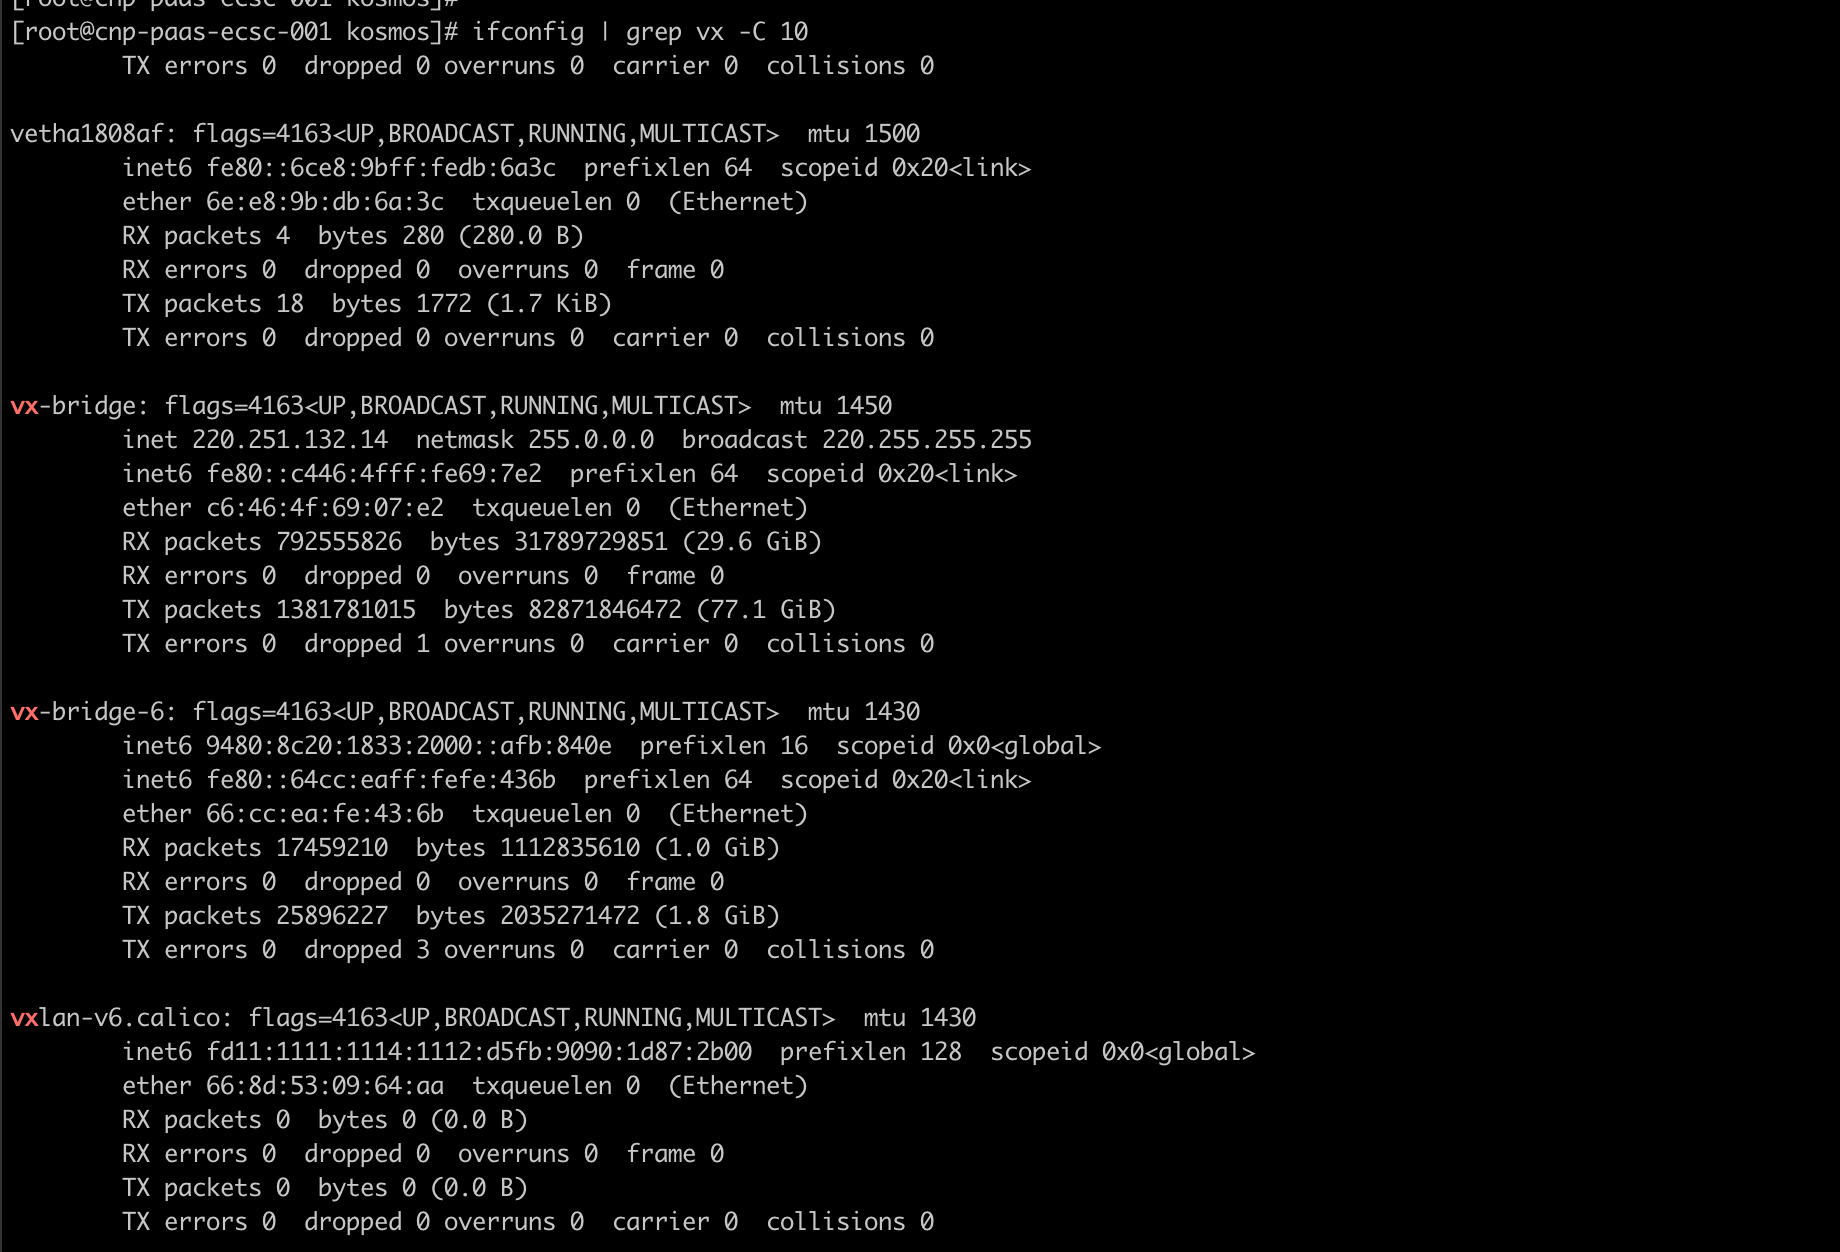 [root@cnp-paas-ecsc-001 kosmos]#
[root@cnp-paas-ecsc-001 kosmos]# ifconfig | grep vx -C 10
        TX errors 0  dropped 0 overruns 0  carrier 0  collisions 0

vetha1808af: flags=4163<UP,BROADCAST,RUNNING,MULTICAST>  mtu 1500
        inet6 fe80::6ce8:9bff:fedb:6a3c  prefixlen 64  scopeid 0x20<link>
        ether 6e:e8:9b:db:6a:3c  txqueuelen 0  (Ethernet)
        RX packets 4  bytes 280 (280.0 B)
        RX errors 0  dropped 0  overruns 0  frame 0
        TX packets 18  bytes 1772 (1.7 KiB)
        TX errors 0  dropped 0 overruns 0  carrier 0  collisions 0

vx-bridge: flags=4163<UP,BROADCAST,RUNNING,MULTICAST>  mtu 1450
        inet 220.251.132.14  netmask 255.0.0.0  broadcast 220.255.255.255
        inet6 fe80::c446:4fff:fe69:7e2  prefixlen 64  scopeid 0x20<link>
        ether c6:46:4f:69:07:e2  txqueuelen 0  (Ethernet)
        RX packets 792555826  bytes 31789729851 (29.6 GiB)
        RX errors 0  dropped 0  overruns 0  frame 0
        TX packets 1381781015  bytes 82871846472 (77.1 GiB)
        TX errors 0  dropped 1 overruns 0  carrier 0  collisions 0

vx-bridge-6: flags=4163<UP,BROADCAST,RUNNING,MULTICAST>  mtu 1430
        inet6 9480:8c20:1833:2000::afb:840e  prefixlen 16  scopeid 0x0<global>
        inet6 fe80::64cc:eaff:fefe:436b  prefixlen 64  scopeid 0x20<link>
        ether 66:cc:ea:fe:43:6b  txqueuelen 0  (Ethernet)
        RX packets 17459210  bytes 1112835610 (1.0 GiB)
        RX errors 0  dropped 0  overruns 0  frame 0
        TX packets 25896227  bytes 2035271472 (1.8 GiB)
        TX errors 0  dropped 3 overruns 0  carrier 0  collisions 0

vxlan-v6.calico: flags=4163<UP,BROADCAST,RUNNING,MULTICAST>  mtu 1430
        inet6 fd11:1111:1114:1112:d5fb:9090:1d87:2b00  prefixlen 128  scopeid 0x0<global>
        ether 66:8d:53:09:64:aa  txqueuelen 0  (Ethernet)
        RX packets 0  bytes 0 (0.0 B)
        RX errors 0  dropped 0  overruns 0  frame 0
        TX packets 0  bytes 0 (0.0 B)
        TX errors 0  dropped 0 overruns 0  carrier 0  collisions 0